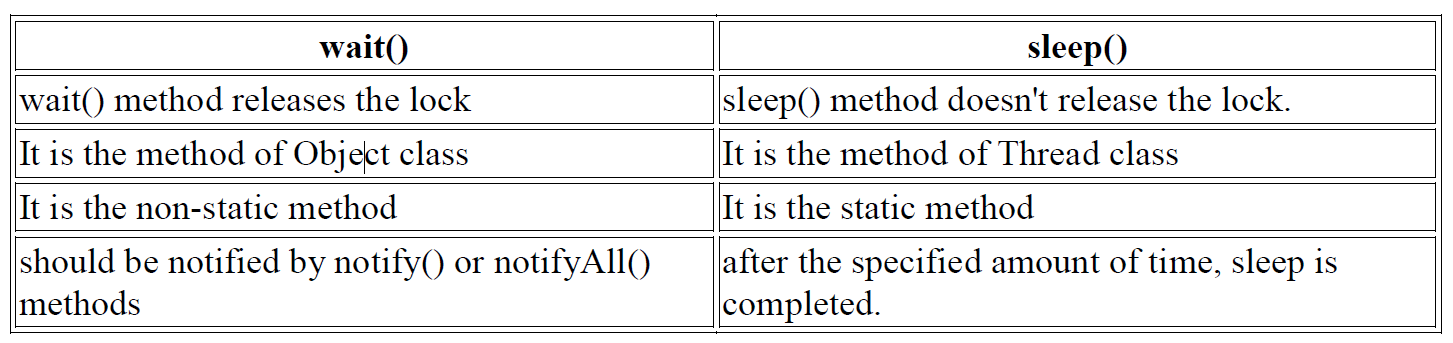 wait()
sleep()
wait() method releases the lock
sleep() method doesn't release the lock.
It is the method of Object class
It is the method of Thread class
It is the non-static method
It is the static method
should be notified by notify() or notifyAll()
methods
after the specified amount of time, sleep is
completed.